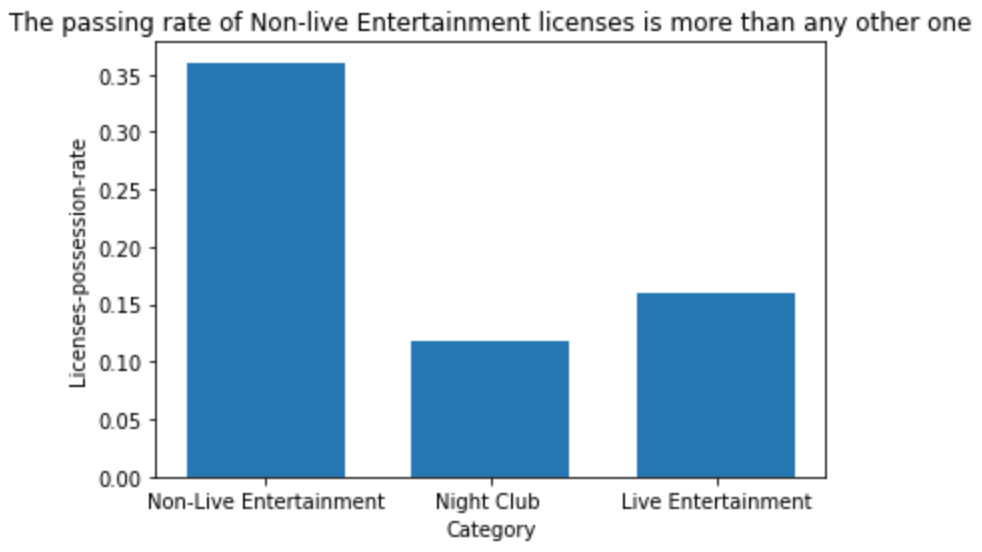 The passing rate of Non-live Entertainment licenses is more than any other one
Licenses-possession-rate
0.35
0.30
0.25
0.20
0.15
0.10
0.05
0.00
Non-Live Entertainment
Night Club
Live Entertainment
Category